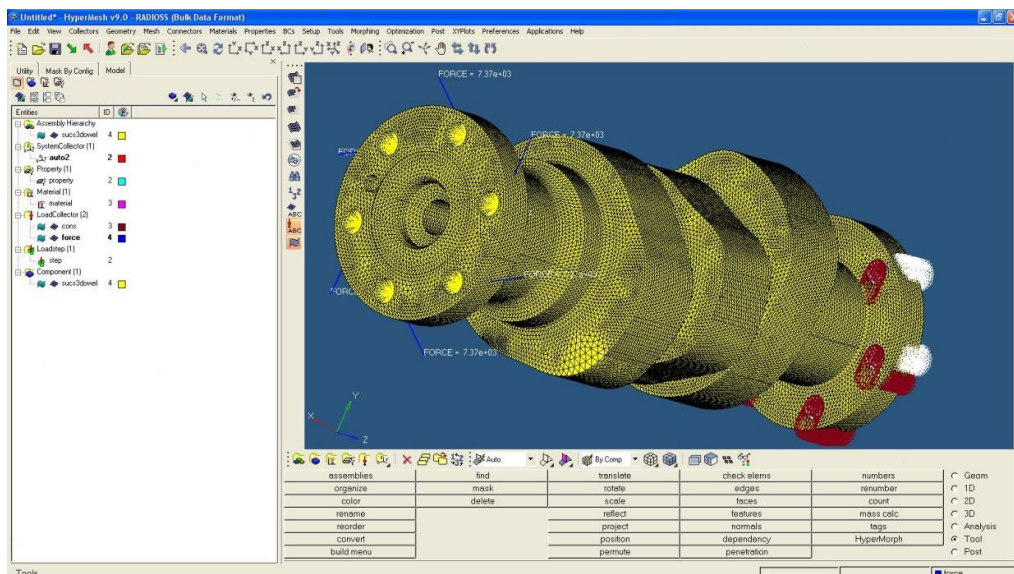 Untitled* - HyperMesh v9.0 - RADIOSS (Bulk Data Format)
File Edit View Collectors Geometry Mesh Connectors Materials Properties BCs Setup Tools Morphing Optimization Post XYPlots Preferences Applications Help
Utility Mask By Config Model
Entities ID
Assembly Hierarchy
sucs3dowel 4
SystemCollector (1)
auto2 2
Property (1)
property 2
Material (1)
material 3
LoadCollector (2)
cons 3
force 4
Loadstep (1)
step 2
Component (1)
sucs3dowel 4
1 2 3
ABC
ABC
FORCE = 7.37e+03
FORCE = 7.37e+03
FORCE = 7.37e+03
X Y Z
Auto By Comp
assemblies find translate check elems numbers Geom
organize mask rotate edges renumber 1D
color delete scale faces count 2D
rename reflect features mass calc 3D
reorder project normals tags Analysis
convert position dependency HyperMorph Tool
build menu permute penetration Post
Tools force